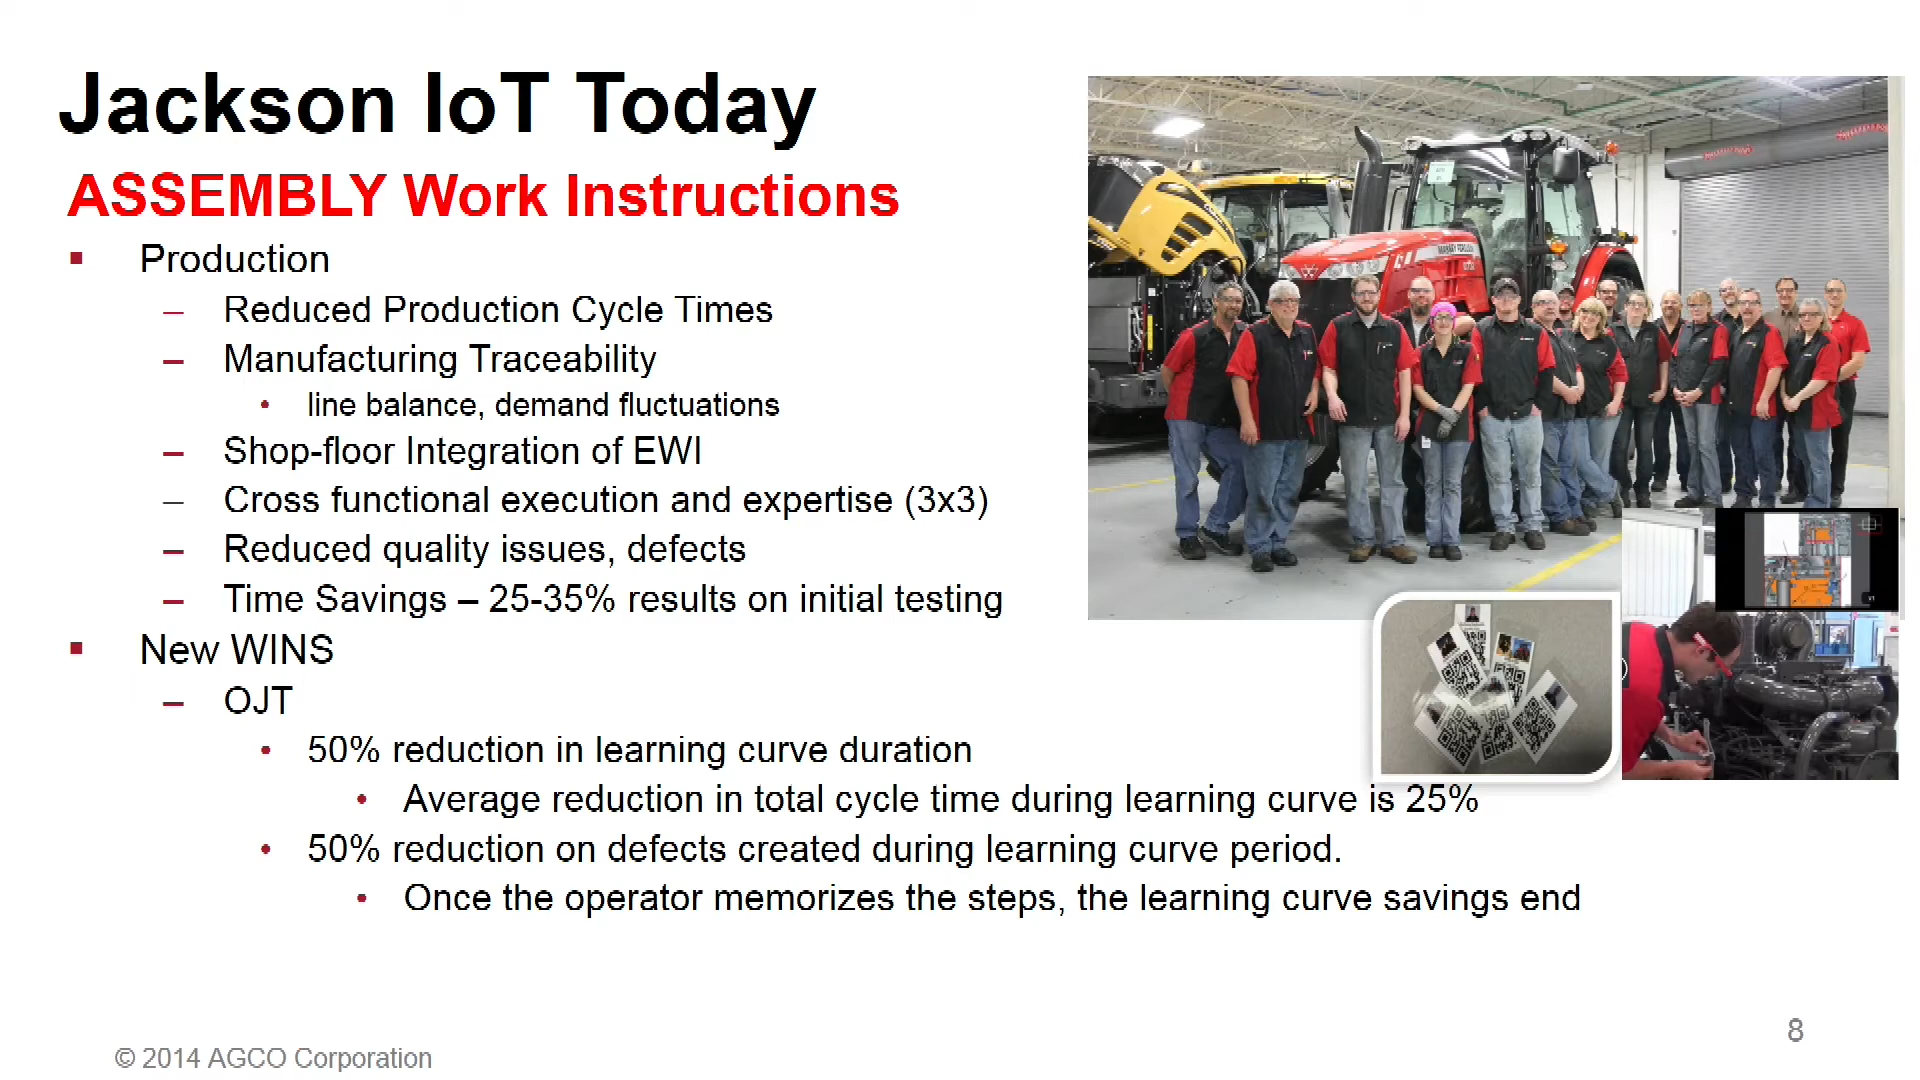 Jackson IoT Today
ASSEMBLY Work Instructions
▪ Production
– Reduced Production Cycle Times
– Manufacturing Traceability
• line balance, demand fluctuations
– Shop-floor Integration of EWI
– Cross functional execution and expertise (3x3)
– Reduced quality issues, defects
– Time Savings – 25-35% results on initial testing
▪ New WINS
– OJT
• 50% reduction in learning curve duration
• Average reduction in total cycle time during learning curve is 25%
• 50% reduction on defects created during learning curve period.
• Once the operator memorizes the steps, the learning curve savings end
MASSEY FERGUSON
8
© 2014 AGCO Corporation